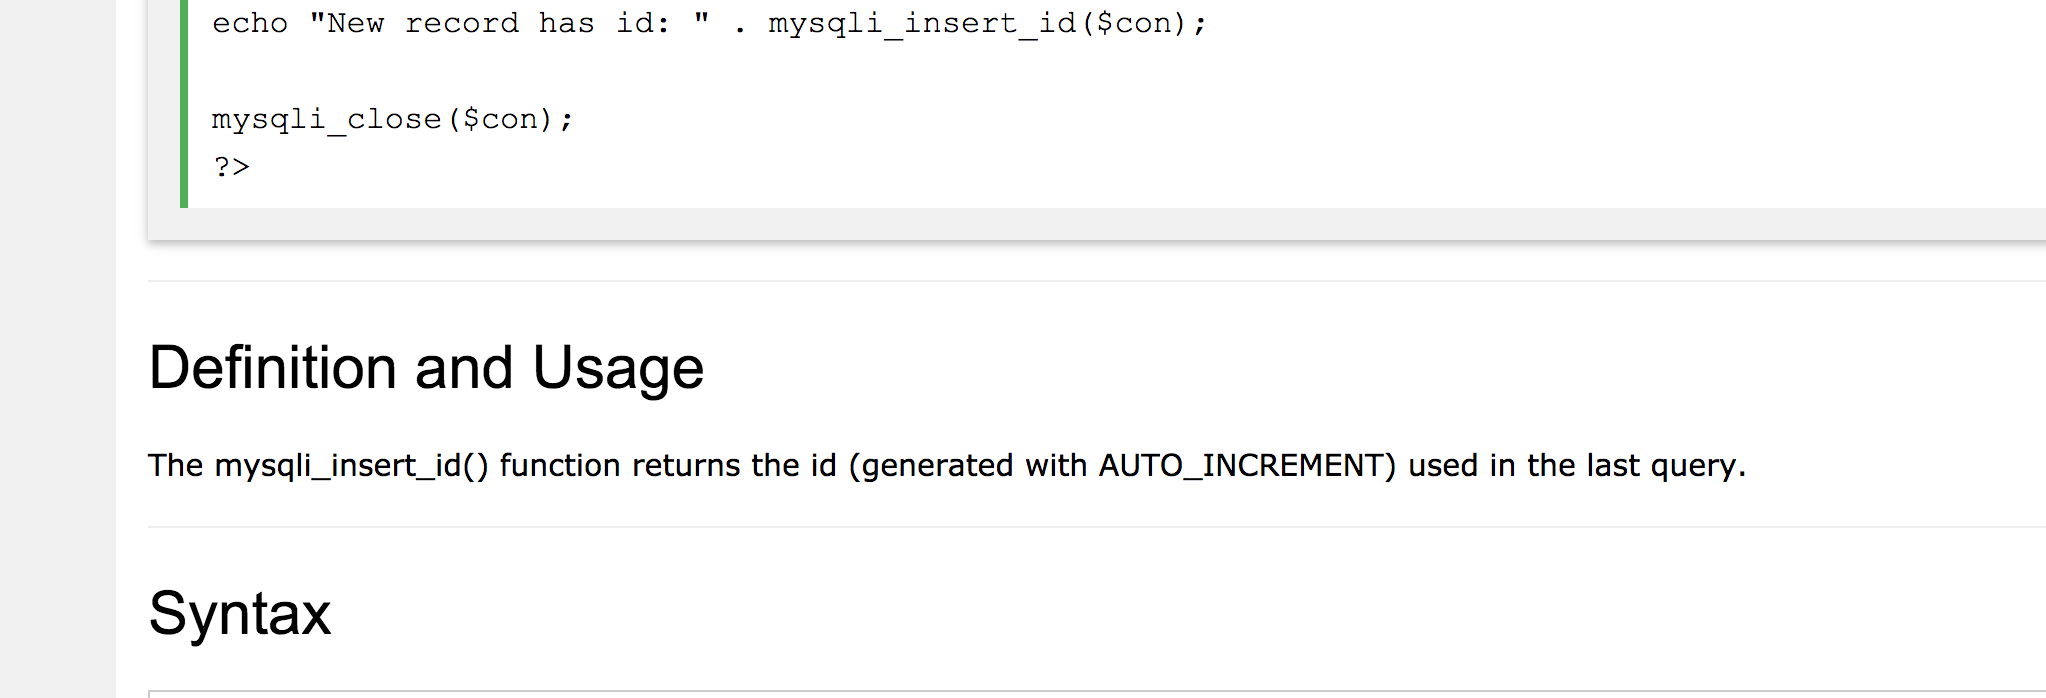 echo "New record has id: " . mysqli_insert_id($con);
mysqli_close($con);
?>
Definition and Usage
The mysqli_insert_id() function returns the id (generated with AUTO_INCREMENT) used in the last query.
Syntax